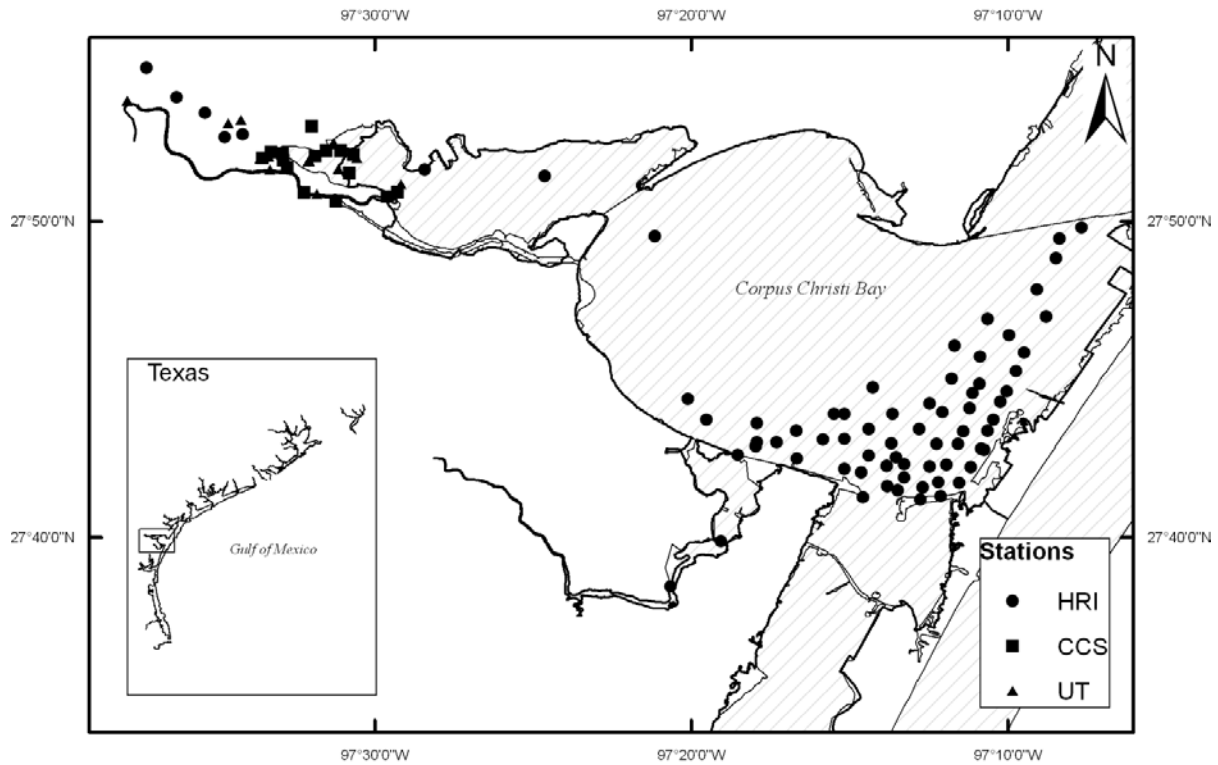 97°30'0"W 97°20'0"W 97°10'0"W
N
27°50'0"N 27°50'0"N
Corpus Christi Bay
Texas
Gulf of Mexico
27°40'0"N 27°40'0"N
Stations
HRI
CCS
UT
97°30'0"W 97°20'0"W 97°10'0"W